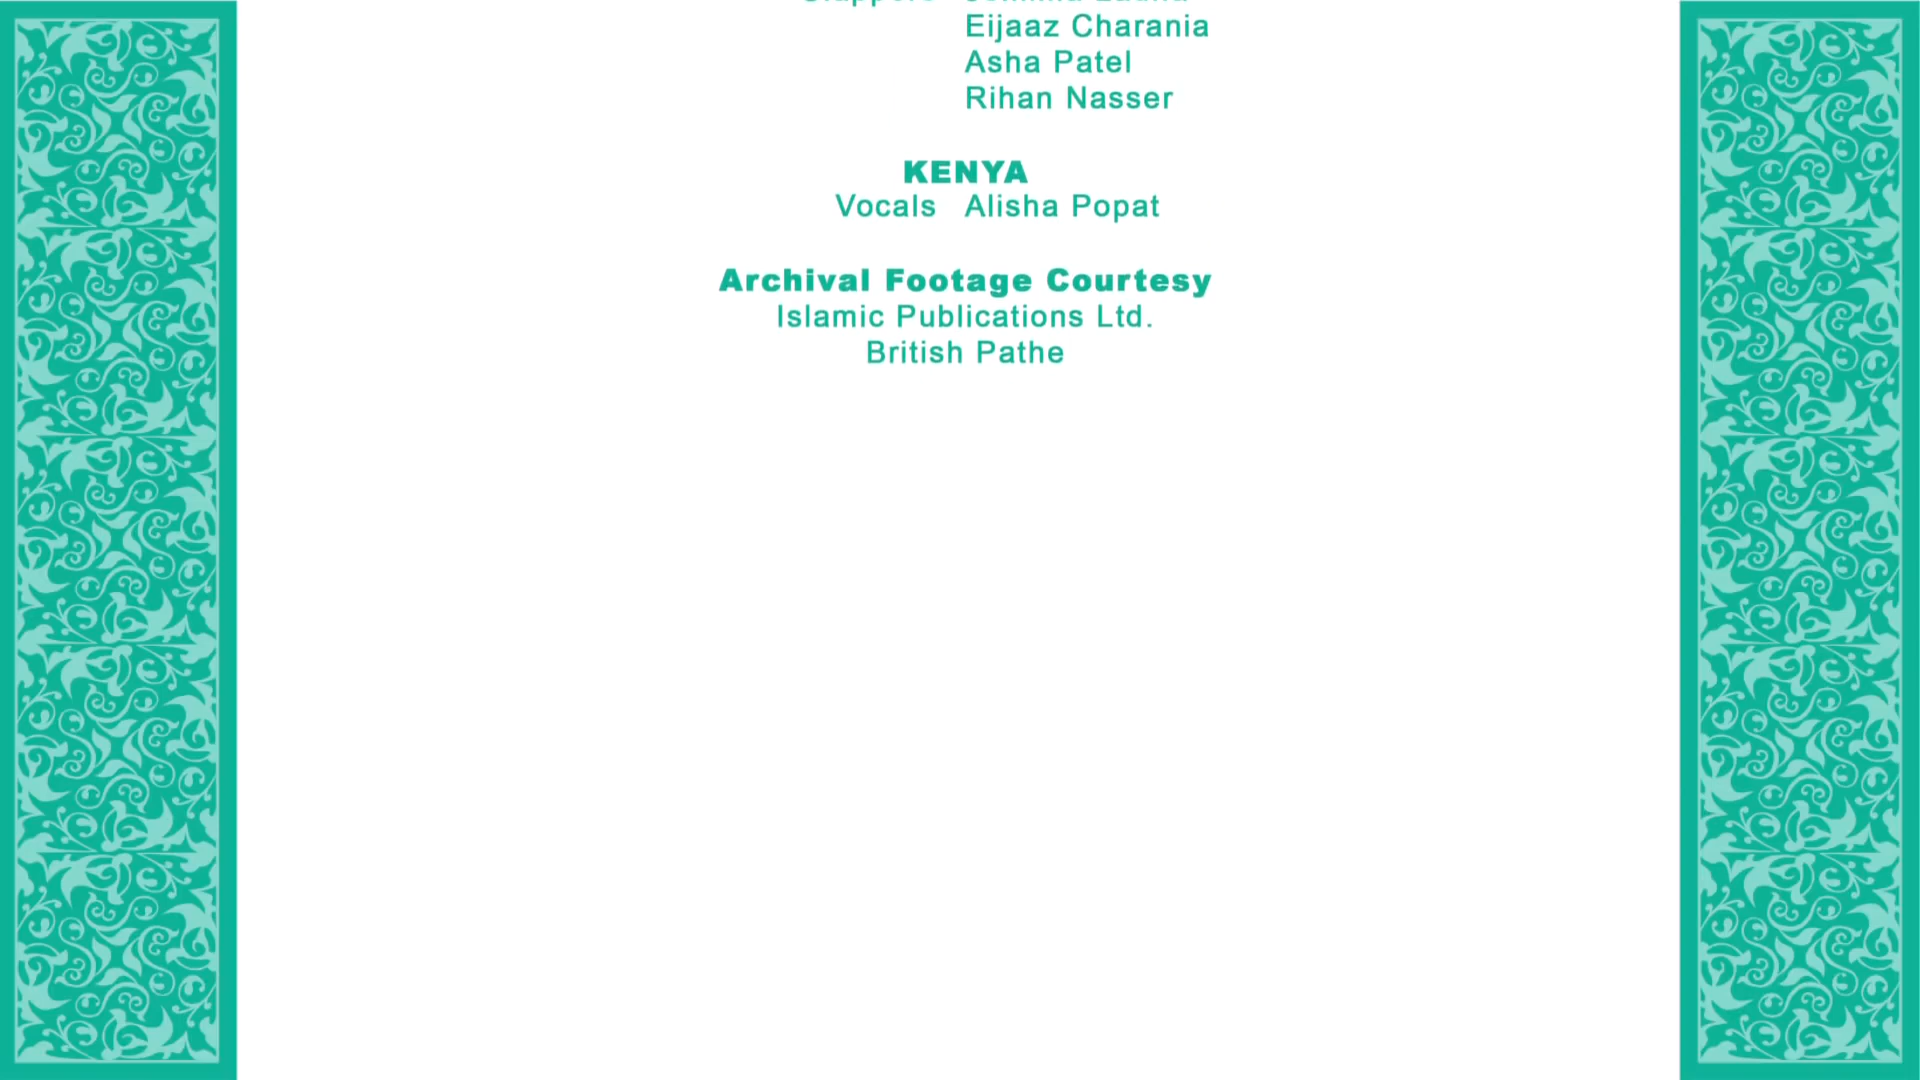 Eijaaz Charania
Asha Patel
Rihan Nasser
KENYA
Vocals Alisha Popat
Archival Footage Courtesy
Islamic Publications Ltd.
British Pathe